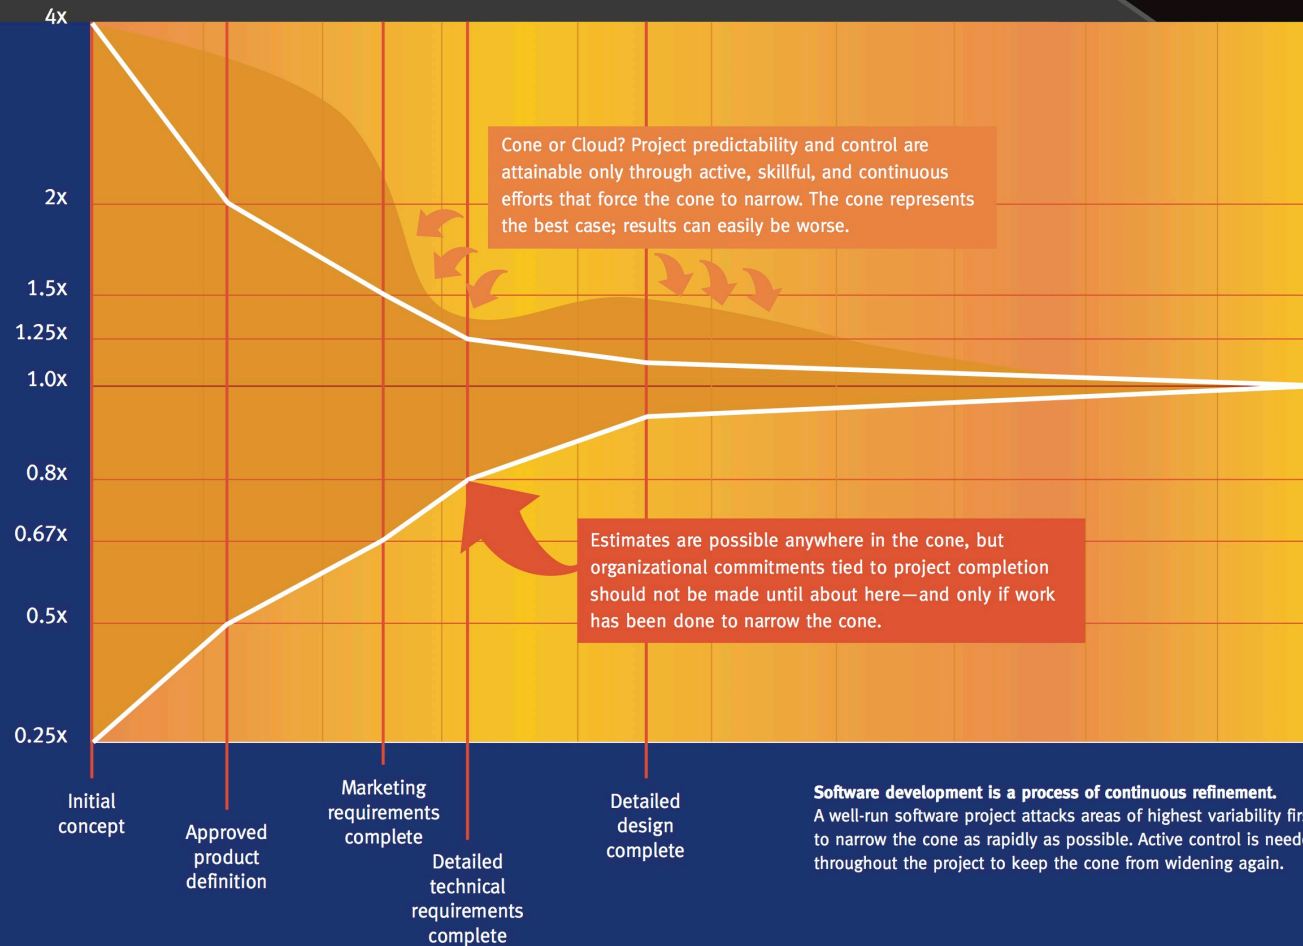 4x
2x
1.5x
1.25x
1.0x
0.8x
0.67x
0.5x
0.25x
Cone or Cloud? Project predictability and control are
attainable only through active, skillful, and continuous
efforts that force the cone to narrow. The cone represents
the best case; results can easily be worse.
Estimates are possible anywhere in the cone, but
organizational commitments tied to project completion
should not be made until about here—and only if work
has been done to narrow the cone.
Initial
concept
Approved
product
definition
Marketing
requirements
complete
Detailed
technical
requirements
complete
Detailed
design
complete
Software development is a process of continuous refinement.
A well-run software project attacks areas of highest variability
to narrow the cone as rapidly as possible. Active control is
throughout the project to keep the cone from widening again.